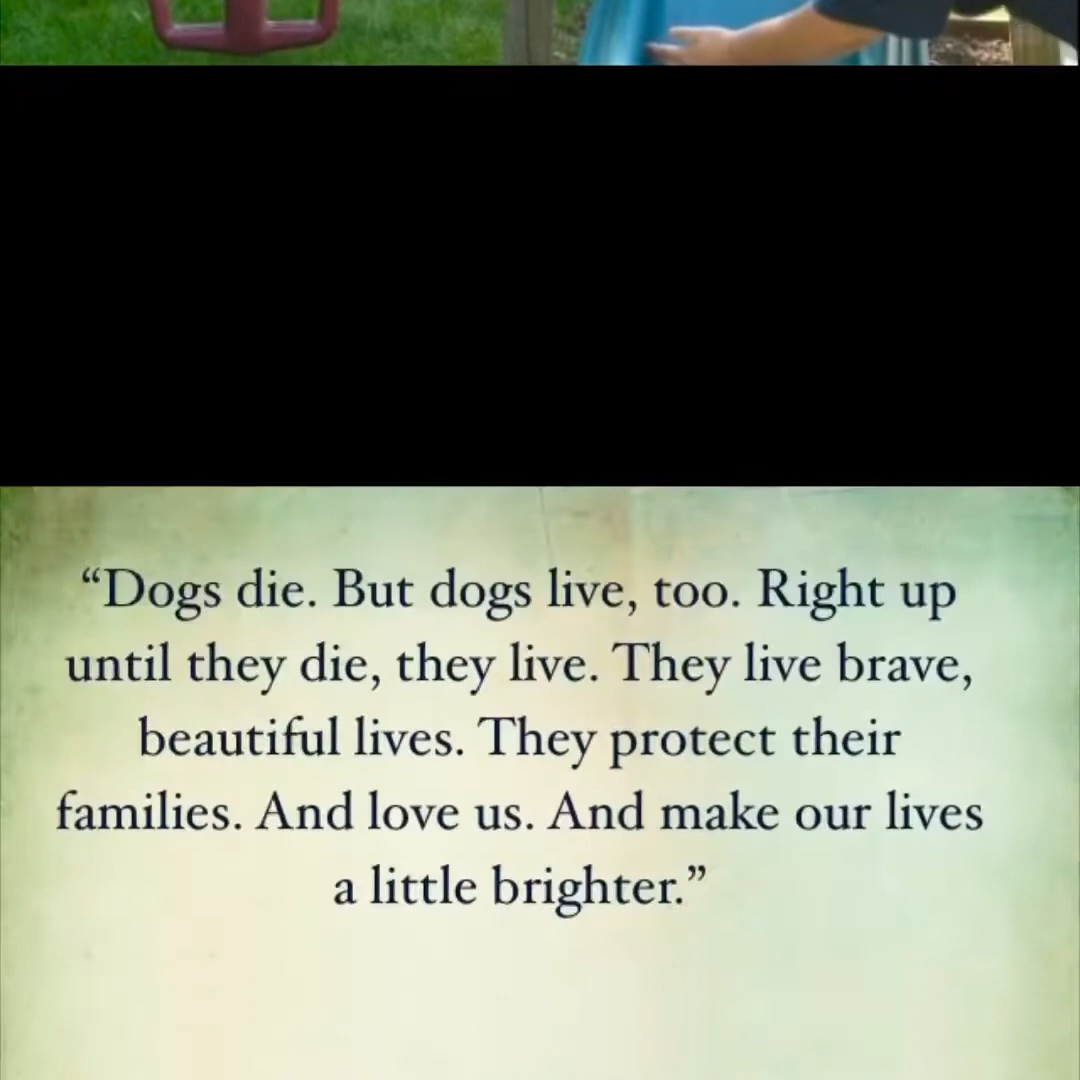 “Dogs die. But dogs live, too. Right up
until they die, they live. They live brave,
beautiful lives. They protect their
families. And love us. And make our lives
a little brighter.”